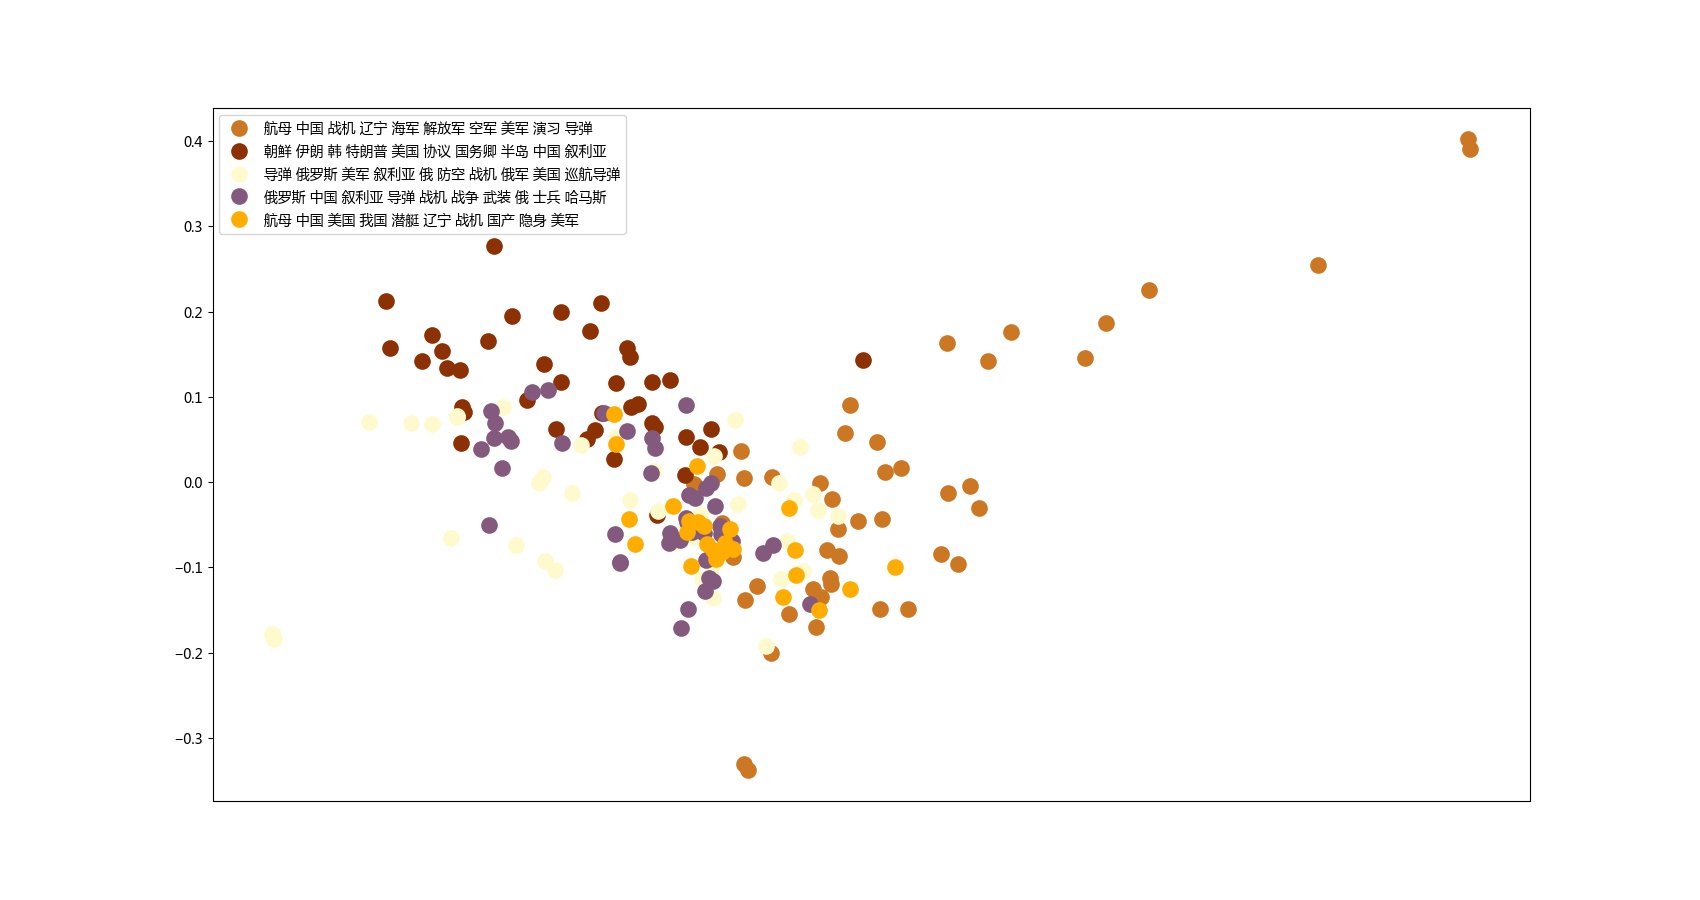 航母 中国 战机 辽宁 海军 解放军 空军 美军 演习 导弹
朝鲜 伊朗 韩 特朗普 美国 协议 国务卿 半岛 中国 叙利亚
导弹 俄罗斯 美军 叙利亚 俄 防空 战机 俄军 美国 巡航导弹
俄罗斯 中国 叙利亚 导弹 战机 战争 武装 俄 士兵 哈马斯
航母 中国 美国 我国 潜艇 辽宁 战机 国产 隐身 美军
0.4
0.3
0.2
0.1
0.0
−0.1
−0.2
−0.3